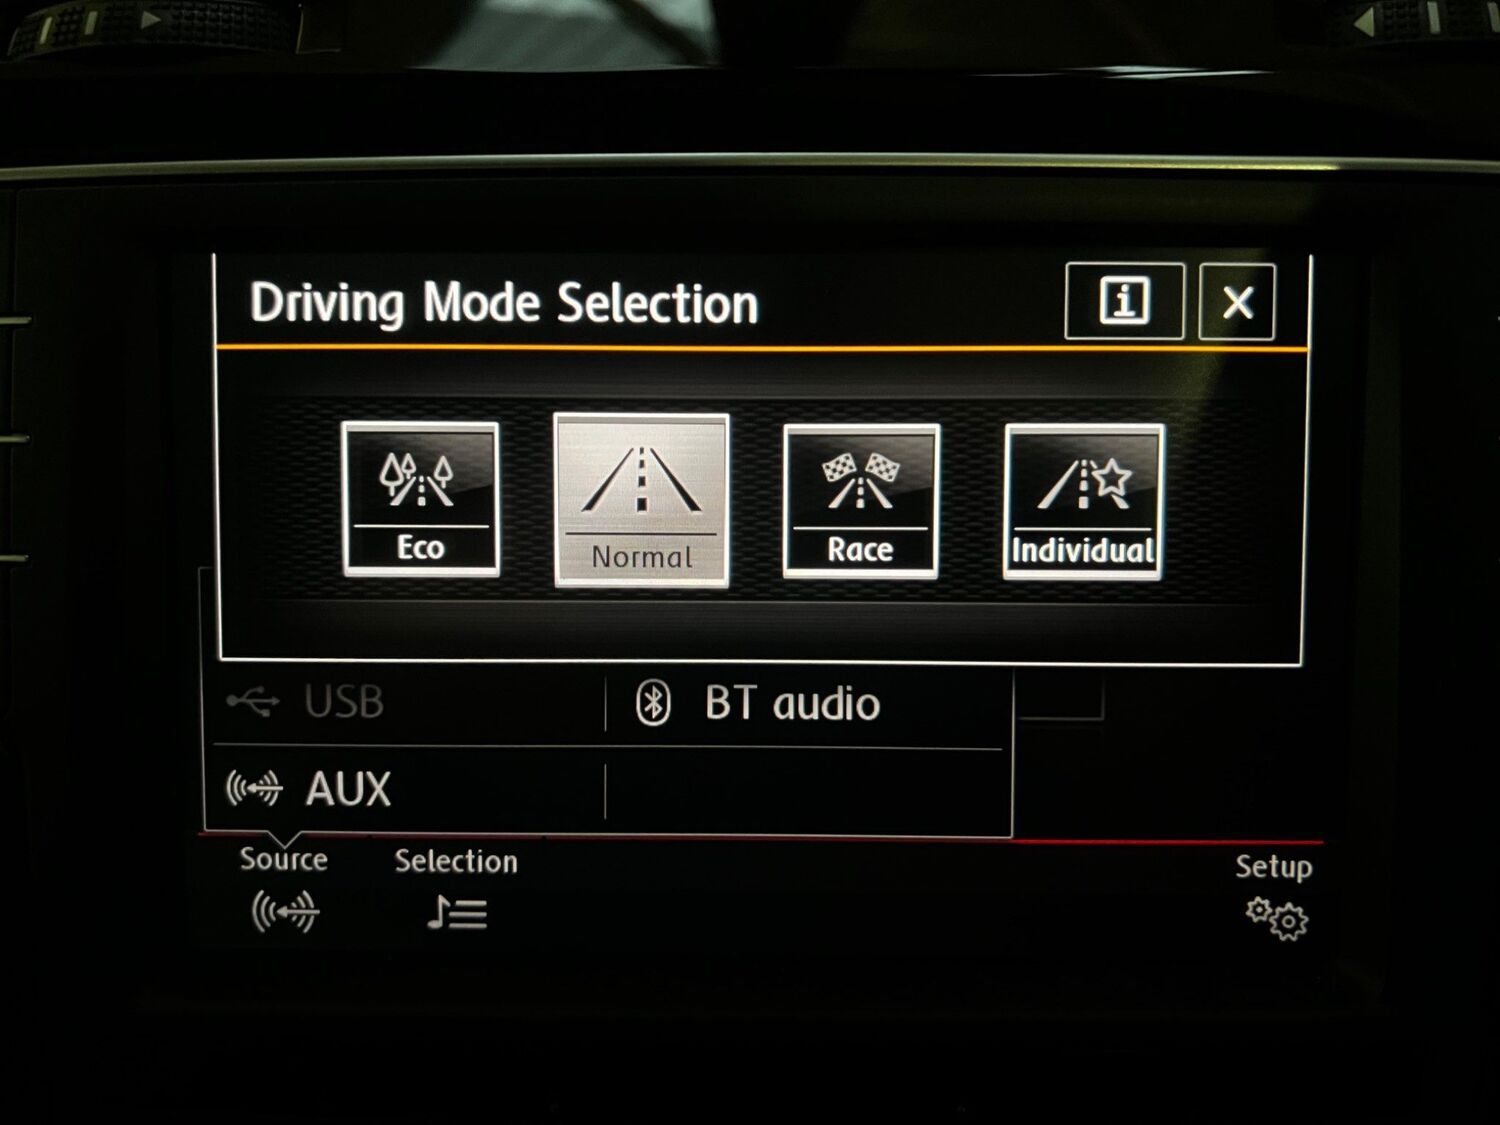 Driving Mode Selection
Eco
Normal
Race
Individual
USB
BT audio
AUX
Source
Selection
Setup